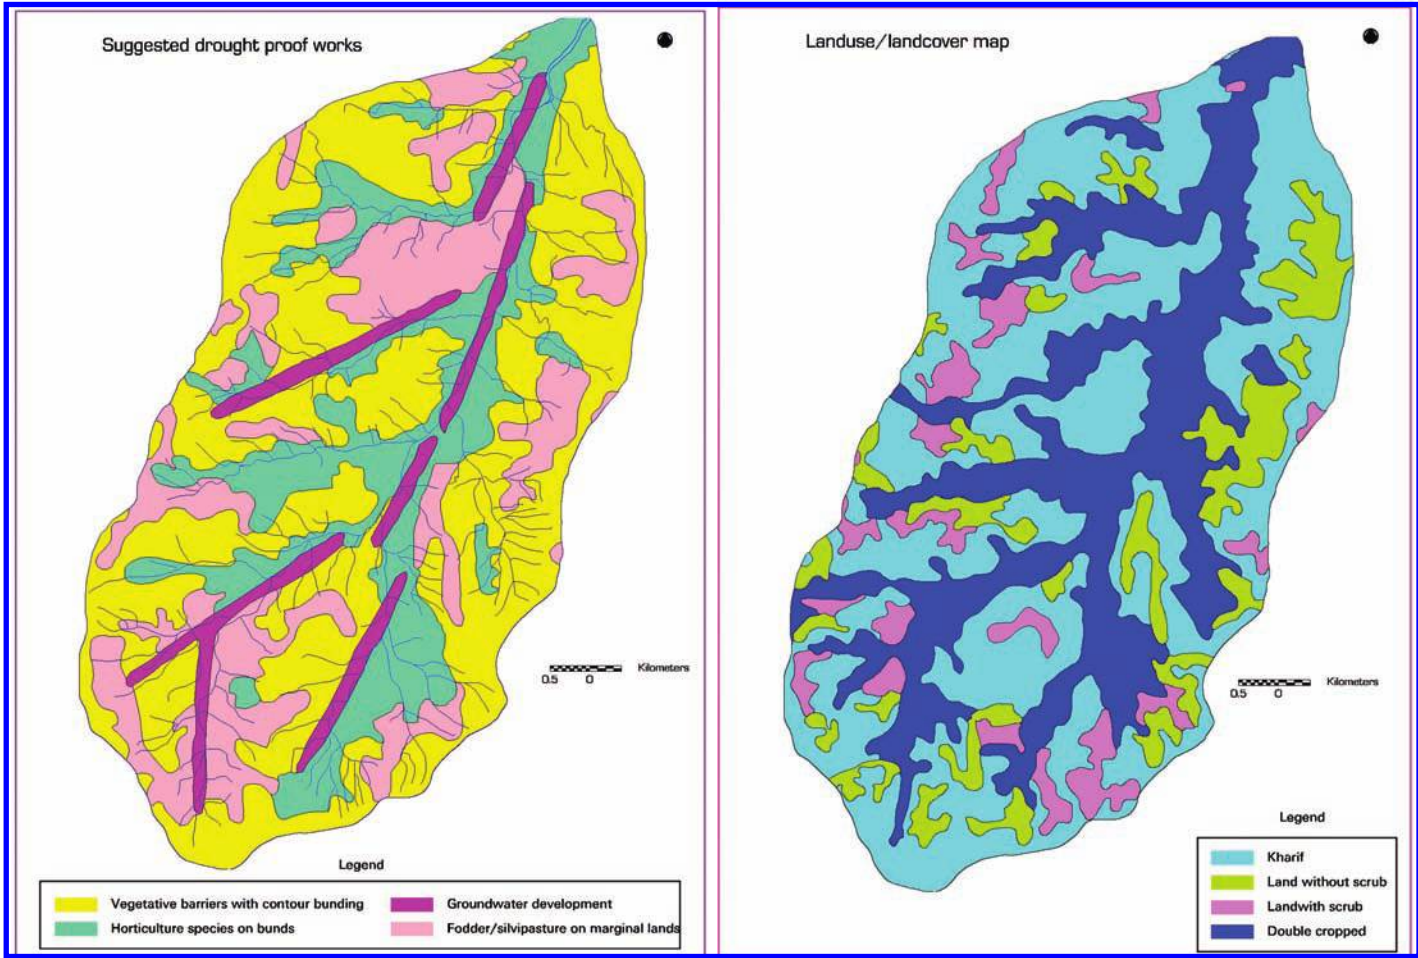 Suggested drought proof works
Kilometers
0.5 0
Legend
Vegetative barriers with contour bunding
Groundwater development
Horticulture species on bunds
Fodder/silvipasture on marginal lands
Landuse/landcover map
Kilometers
0.5 0
Legend
Kharif
Land without scrub
Landwith scrub
Double cropped